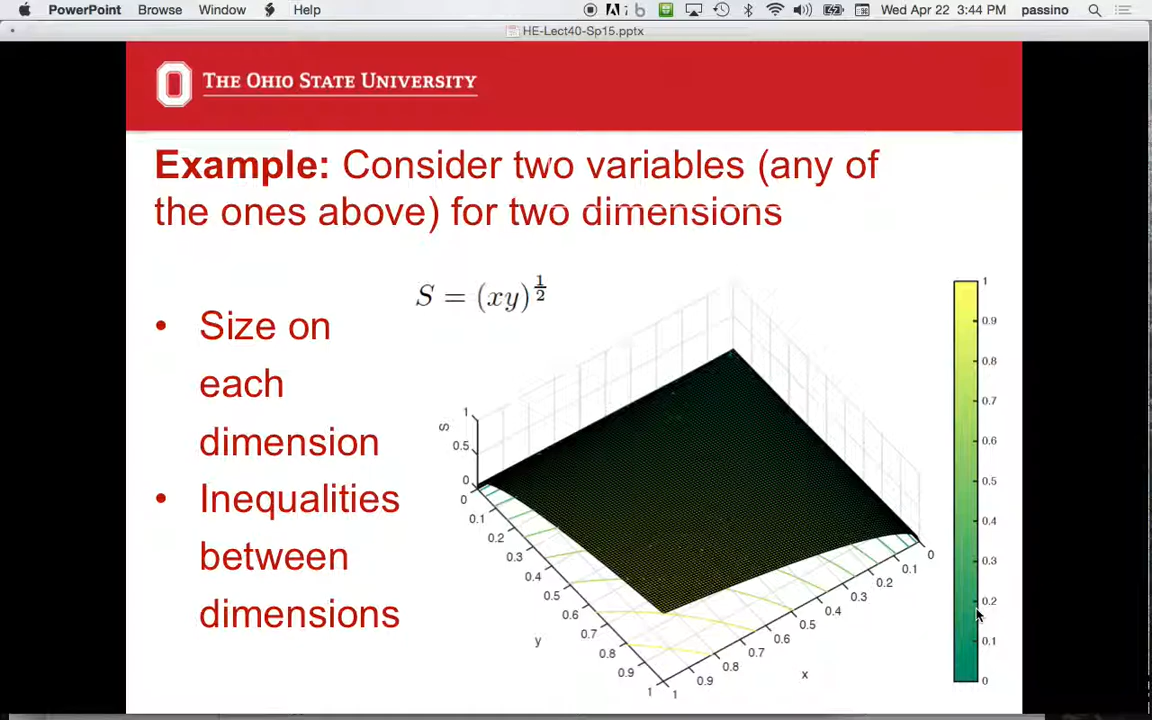 PowerPoint Browse Window Help Wed Apr 22 3:44 PM passino
HE-Lect40-Sp15.pptx
THE OHIO STATE UNIVERSITY
Example: Consider two variables (any of
the ones above) for two dimensions
S = (xy)^{1/2}
• Size on
each
dimension
• Inequalities
between
dimensions
S
1
0.5
0
0
0.1
0.2
0.3
0.4
0.5
0.6
0.7
0.8
0.9
1
y
0
0.1
0.2
0.3
0.4
0.5
0.6
0.7
0.8
0.9
1
x
1
0.9
0.8
0.7
0.6
0.5
0.4
0.3
0.2
0.1
0